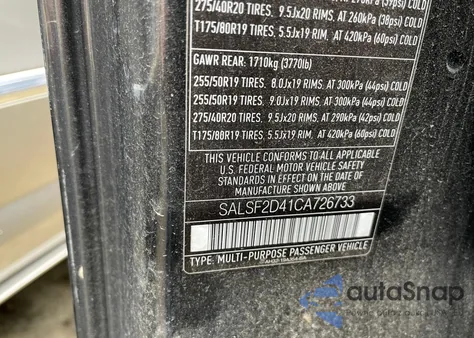 275/40R20 TIRES, 9.5Jx20 RIMS, AT 260kPa (38psi) COLD
T175/80R19 TIRES, 5.5Jx19 RIMS, AT 420kPa (60psi) COLD
GAWR REAR: 1710kg (3770lb)
255/50R19 TIRES, 8.0Jx19 RIMS, AT 300kPa (44psi) COLD
255/50R19 TIRES, 9.0Jx19 RIMS, AT 300kPa (44psi) COLD
275/40R20 TIRES, 9.5Jx20 RIMS, AT 290kPa (42psi) COLD
T175/80R19 TIRES, 5.5Jx19 RIMS, AT 420kPa (60psi) COLD
THIS VEHICLE CONFORMS TO ALL APPLICABLE
U.S. FEDERAL MOTOR VEHICLE SAFETY
STANDARDS IN EFFECT ON THE DATE OF
MANUFACTURE SHOWN ABOVE
SALSF2D41CA726733
TYPE: MULTI-PURPOSE PASSENGER VEHICLE
autoSnap